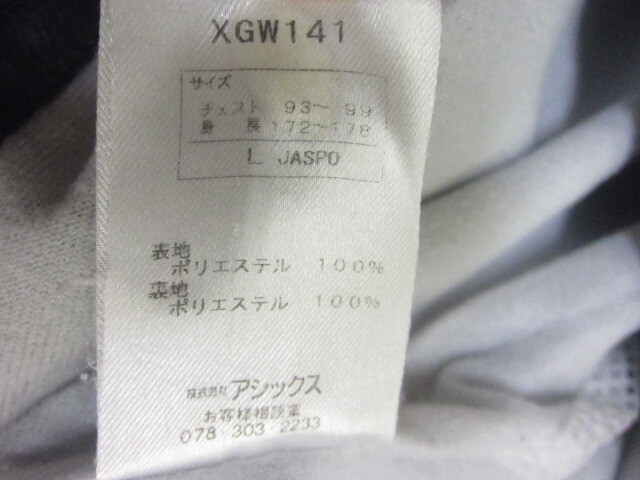 XGW141
サイズ
チェスト 93〜 99
身 長 172〜178
L JASPO
表地
ポリエステル 100%
裏地
ポリエステル 100%
株式会社 アシックス
お客様相談室
078-303-2233